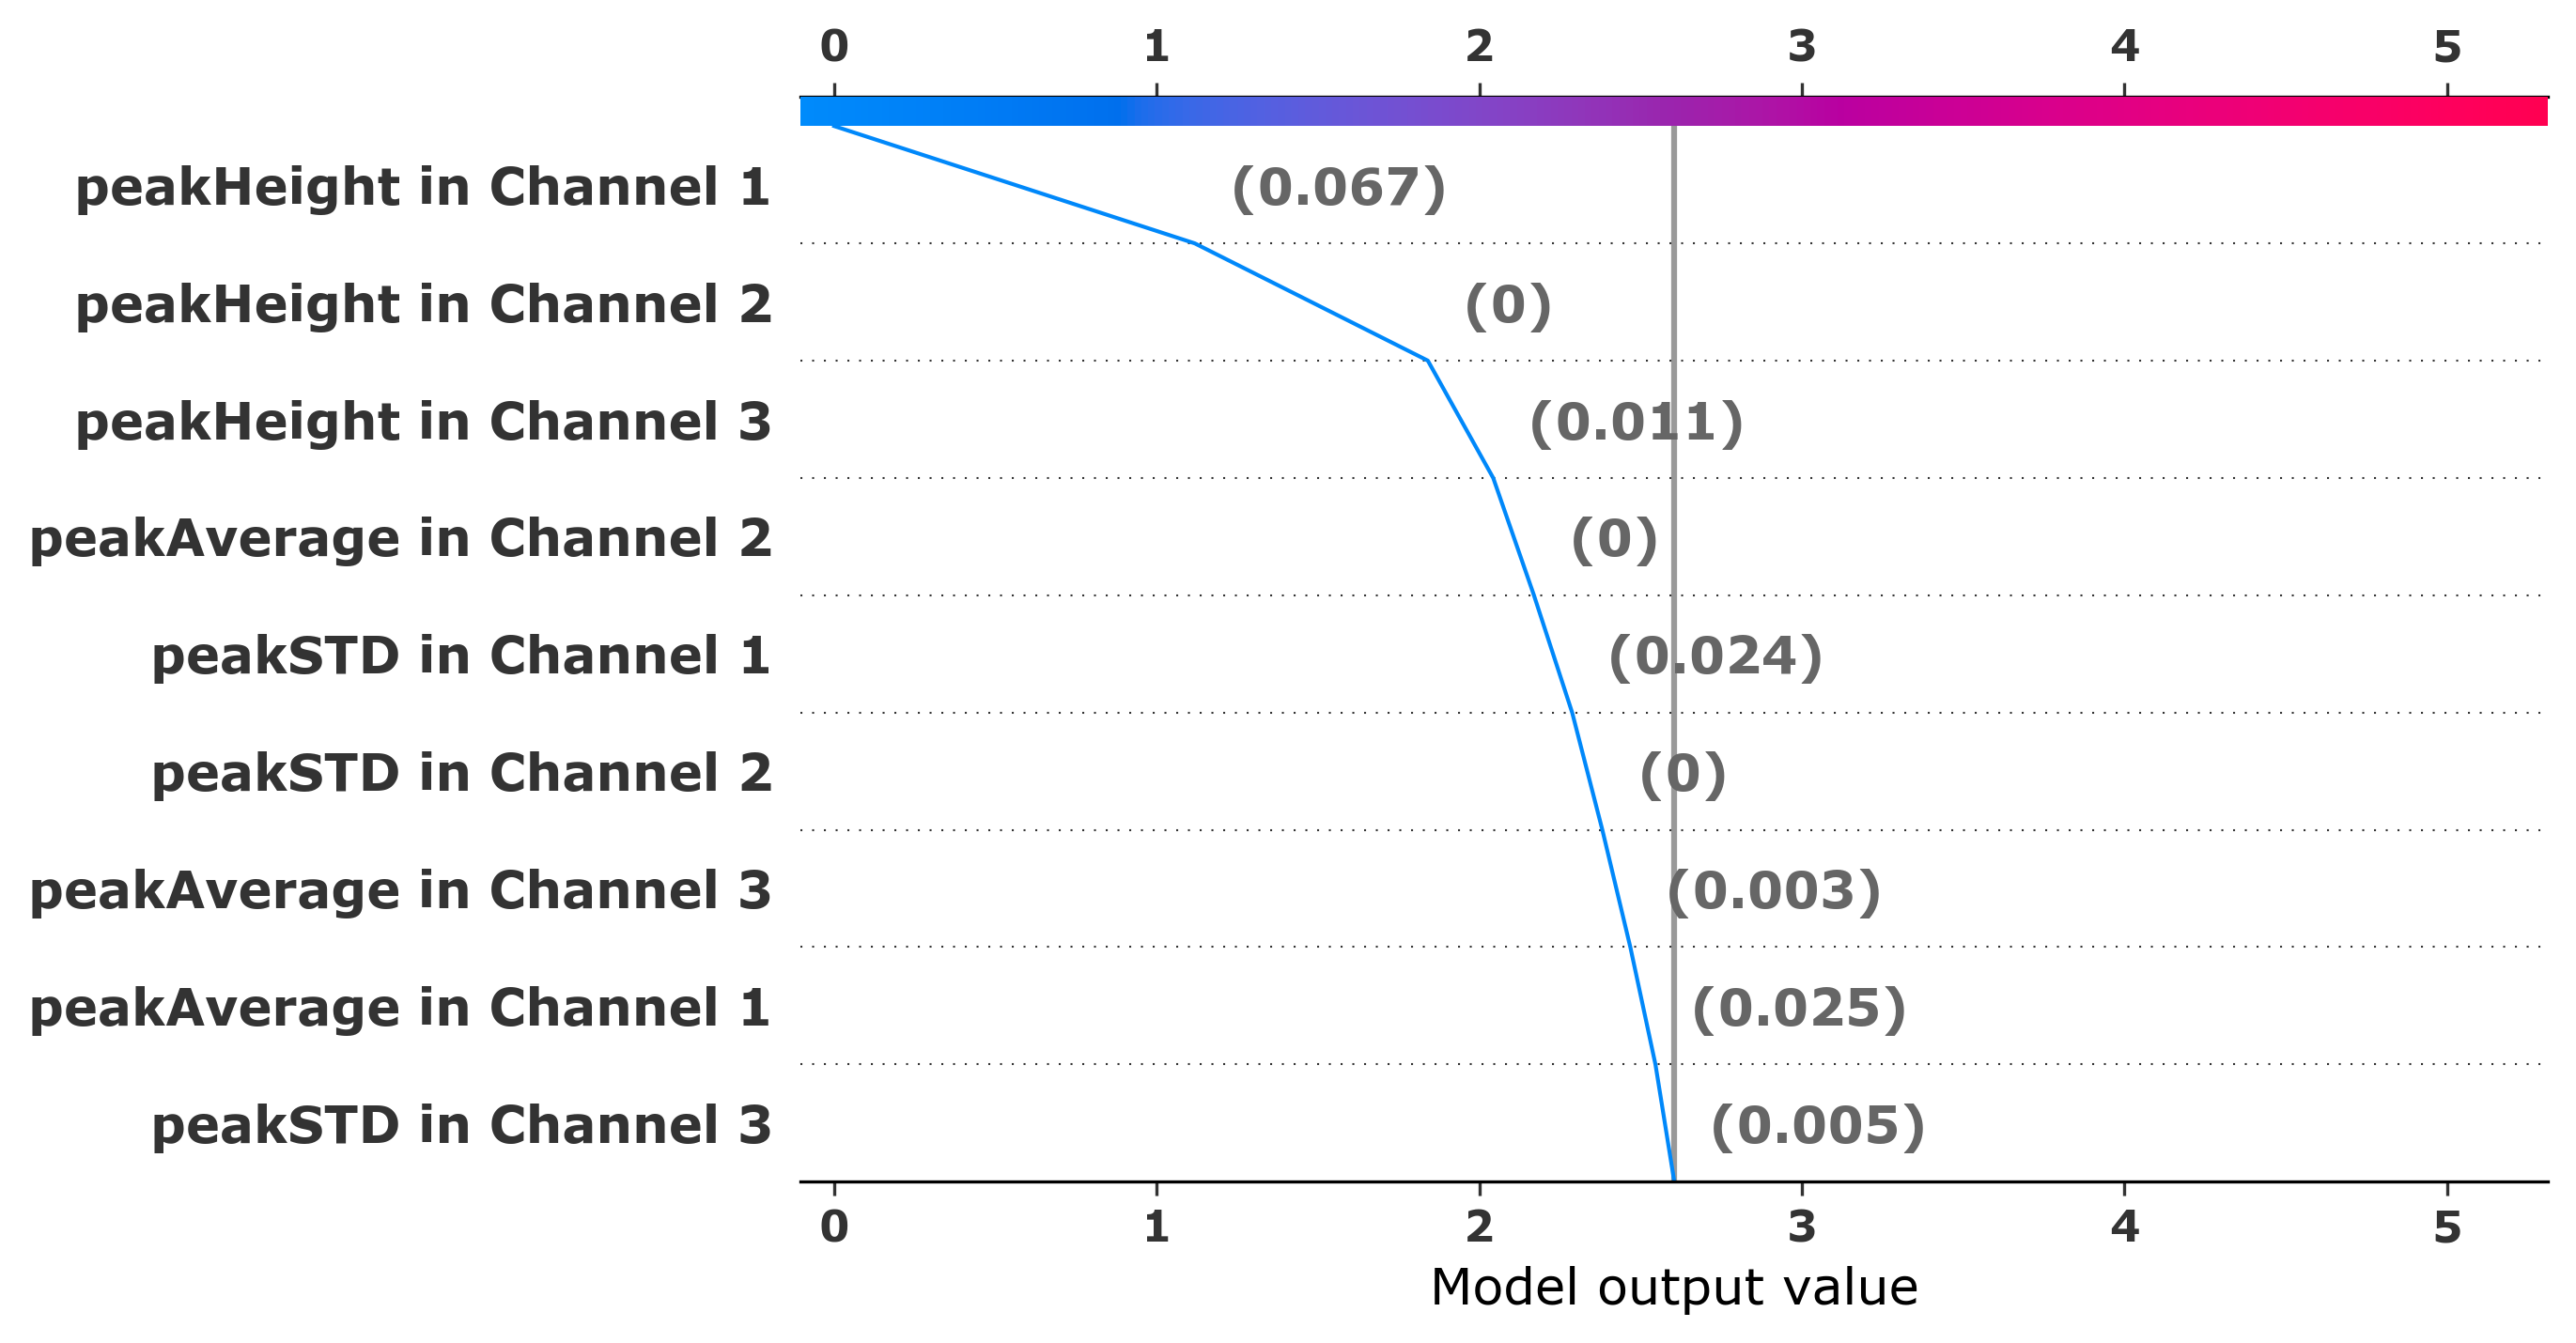 0 1 2 3 4 5
peakHeight in Channel 1 (0.067)
peakHeight in Channel 2 (0)
peakHeight in Channel 3 (0.011)
peakAverage in Channel 2 (0)
peakSTD in Channel 1 (0.024)
peakSTD in Channel 2 (0)
peakAverage in Channel 3 (0.003)
peakAverage in Channel 1 (0.025)
peakSTD in Channel 3 (0.005)
0 1 2 3 4 5
Model output value